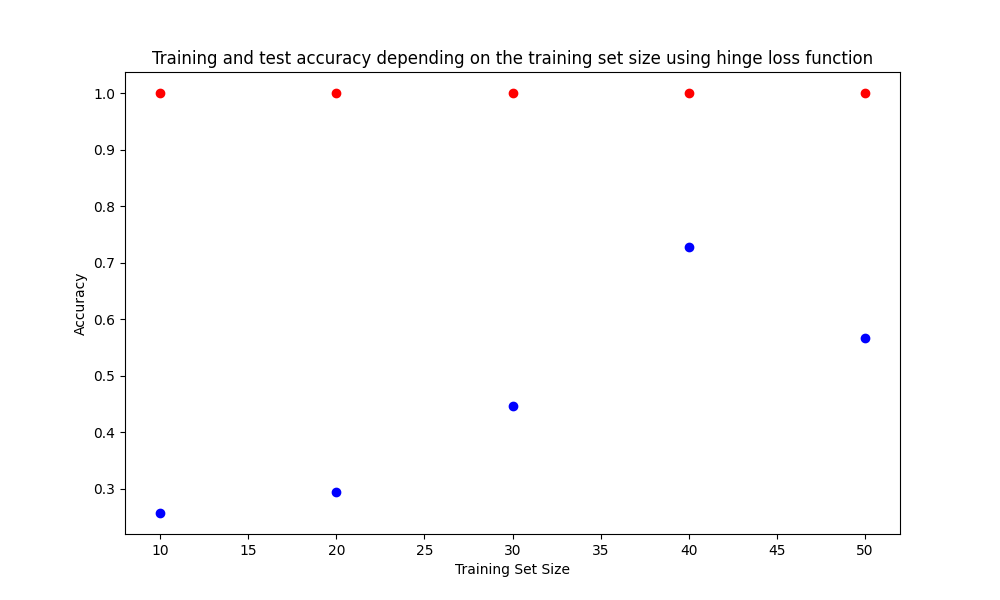 Training and test accuracy depending on the training set size using hinge loss function
1.0
0.9
0.8
0.7
0.6
0.5
0.4
0.3
Accuracy
10 15 20 25 30 35 40 45 50
Training Set Size